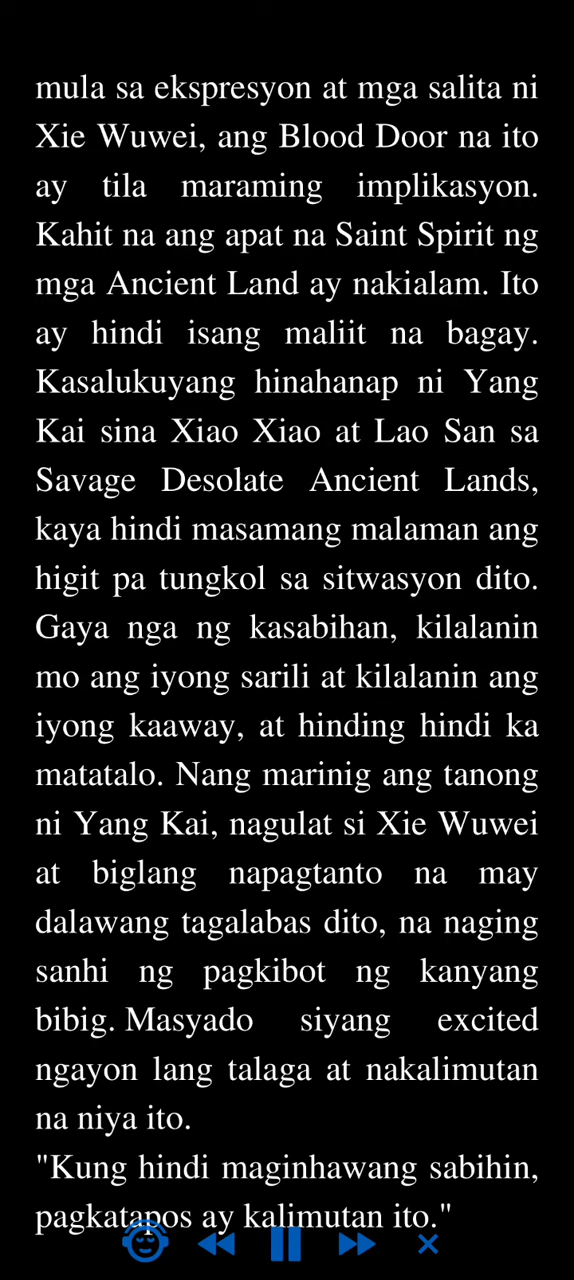 mula sa ekspresyon at mga salita ni
Xie Wuwei, ang Blood Door na ito
ay tila maraming implikasyon.
Kahit na ang apat na Saint Spirit ng
mga Ancient Land ay nakialam. Ito
ay hindi isang maliit na bagay.
Kasalukuyang hinahanap ni Yang
Kai sina Xiao Xiao at Lao San sa
Savage Desolate Ancient Lands,
kaya hindi masamang malaman ang
higit pa tungkol sa sitwasyon dito.
Gaya nga ng kasabihan, kilalanin
mo ang iyong sarili at kilalanin ang
iyong kaaway, at hinding hindi ka
matatalo. Nang marinig ang tanong
ni Yang Kai, nagulat si Xie Wuwei
at biglang napagtanto na may
dalawang tagalabas dito, na naging
sanhi ng pagkibot ng kanyang
bibig. Masyado siyang excited
ngayon lang talaga at nakalimutan
na niya ito.
"Kung hindi maginhawang sabihin,
pagkatapos ay kalimutan ito."